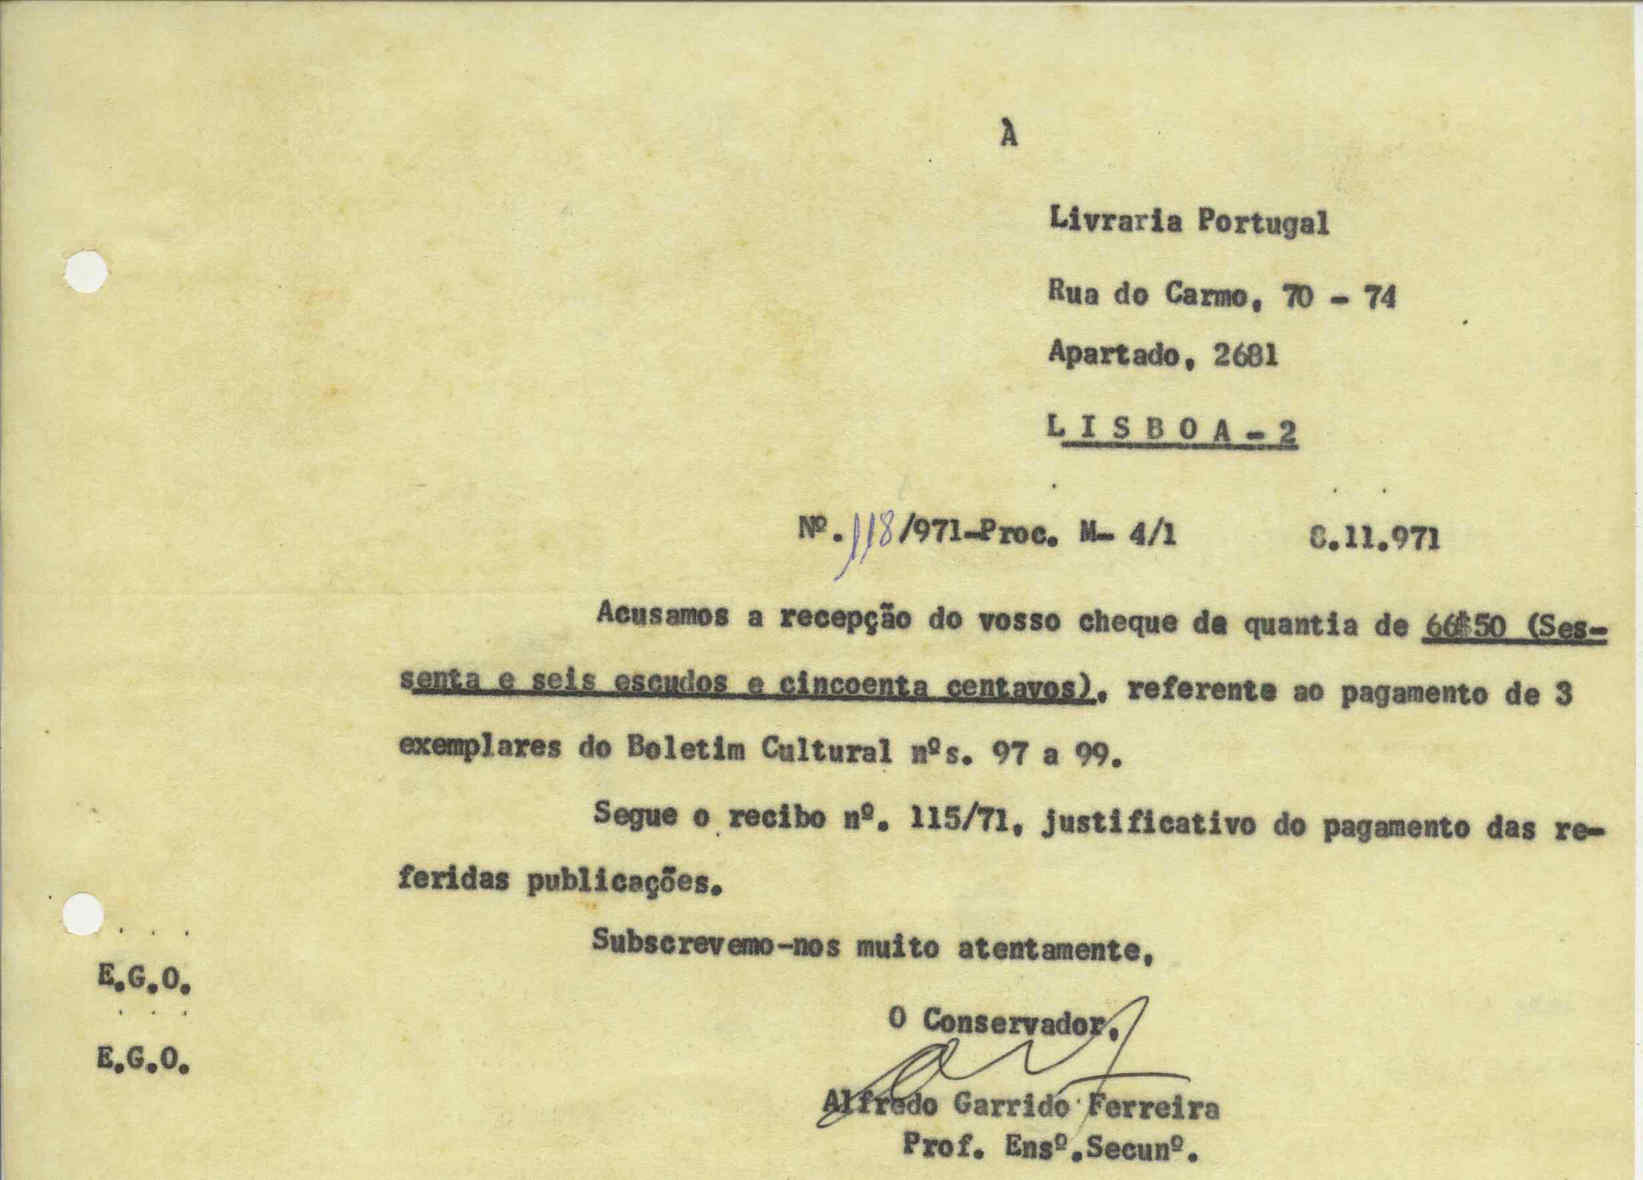 À
Livraria Portugal
Rua do Carmo, 70 - 74
Apartado, 2681
L I S B O A - 2
Nº.118/971-Proc. M- 4/1 8.11.971
Acusamos a recepção do vosso cheque da quantia de 66$50 (Ses-
senta e seis escudos e cincoenta centavos), referente ao pagamento de 3
exemplares do Boletim Cultural nºs. 97 a 99.
Segue o recibo nº. 115/71, justificativo do pagamento das re-
feridas publicações.
Subscrevemo-nos muito atentamente,
E.G.O.
E.G.O.
O Conservador,
Alfredo Garrido Ferreira
Prof. Ensº.Secunº.